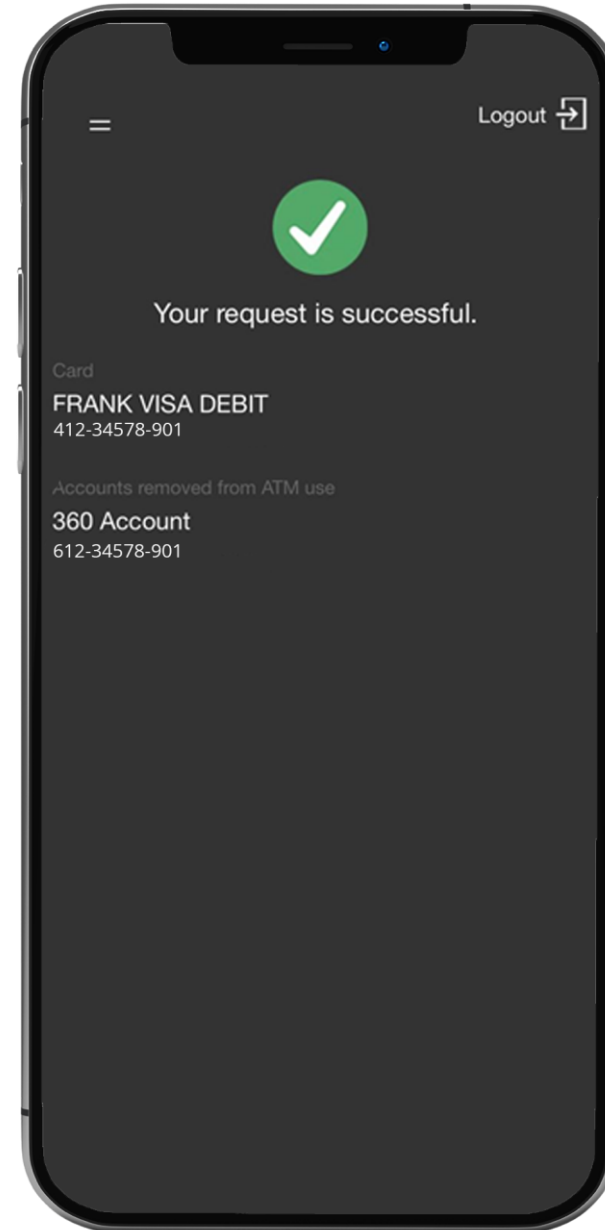 Logout
Your request is successful.
Card
FRANK VISA DEBIT
412-34578-901
Accounts removed from ATM use
360 Account
612-34578-901